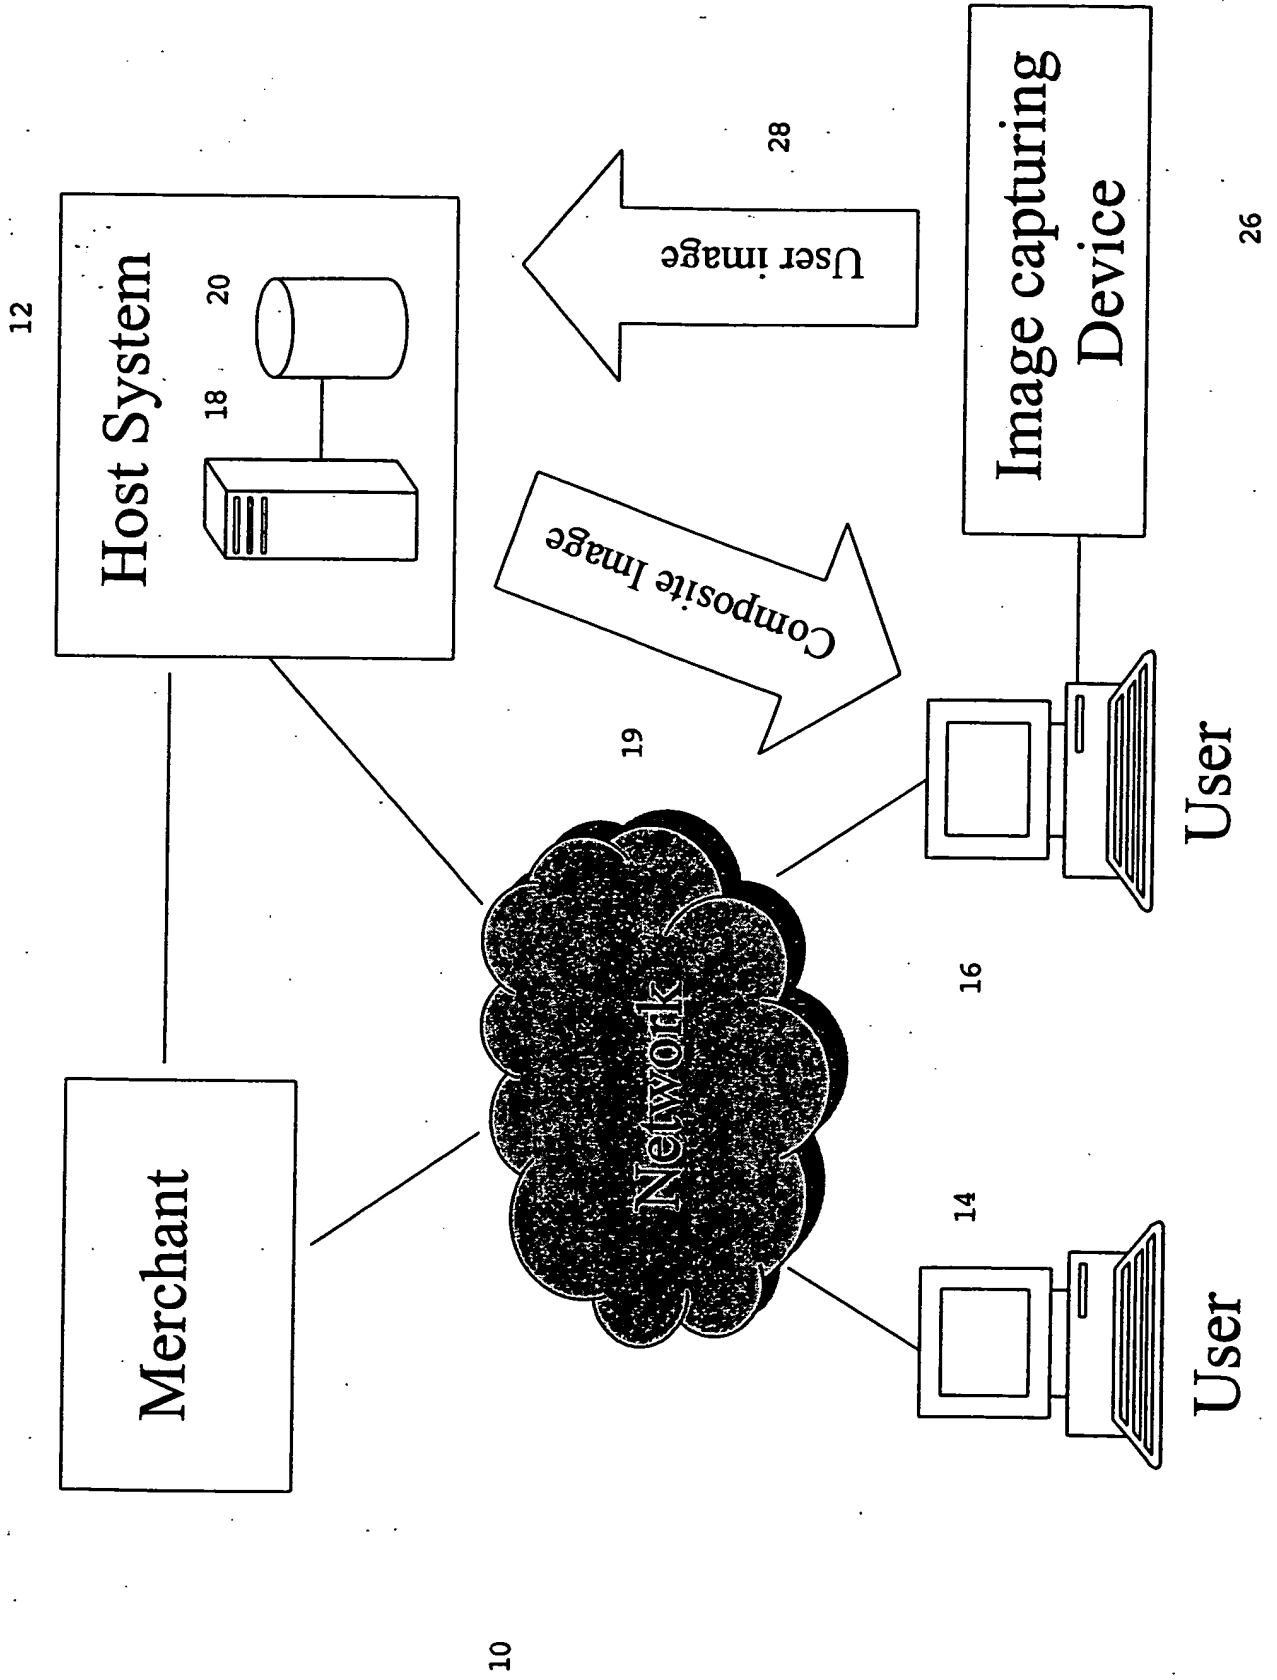 10
12
Merchant
Host System
18
20
Network
19
Composite Image
User image
28
14
16
User
User
Image capturing
Device
26